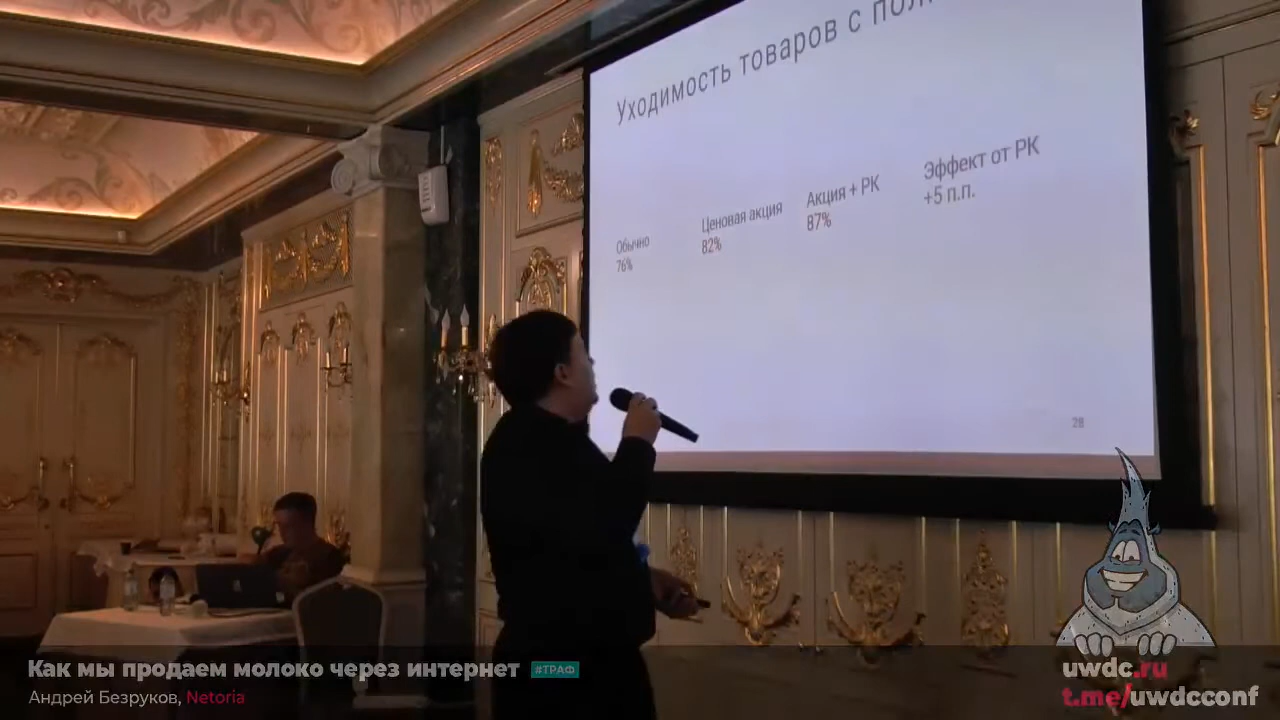 Уходимость товаров с
Обычно
76%
Ценовая акция
82%
Акция + РК
87%
Эффект от РК
+5 п.п.
28
Как мы продаем молоко через интернет #ТРАФ
Андрей Безруков, Netoria
uwdc.ru
t.me/uwdcconf